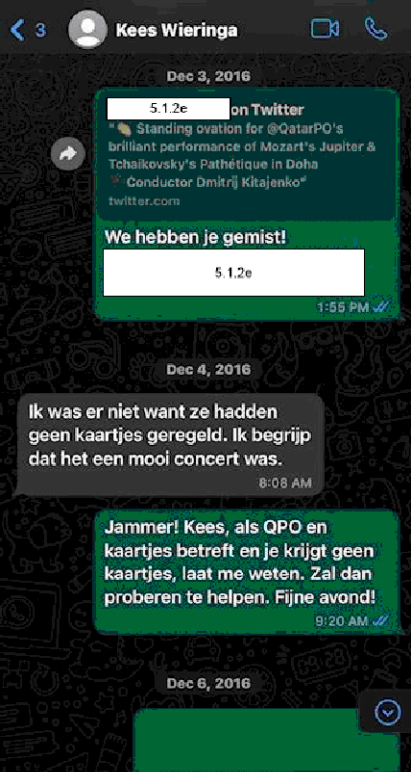 3
Kees Wieringa
Dec 3, 2016
5.1.2e on Twitter
"👏 Standing ovation for @QatarPO's
brilliant performance of Mozart's Jupiter &
Tchaikovsky's Pathétique in Doha
Conductor Dmitrij Kitajenko"
twitter.com
We hebben je gemist!
5.1.2e
1:55 PM
Dec 4, 2016
Ik was er niet want ze hadden
geen kaartjes geregeld. Ik begrijp
dat het een mooi concert was.
8:08 AM
Jammer! Kees, als QPO en
kaartjes betreft en je krijgt geen
kaartjes, laat me weten. Zal dan
proberen te helpen. Fijne avond!
9:20 AM
Dec 6, 2016